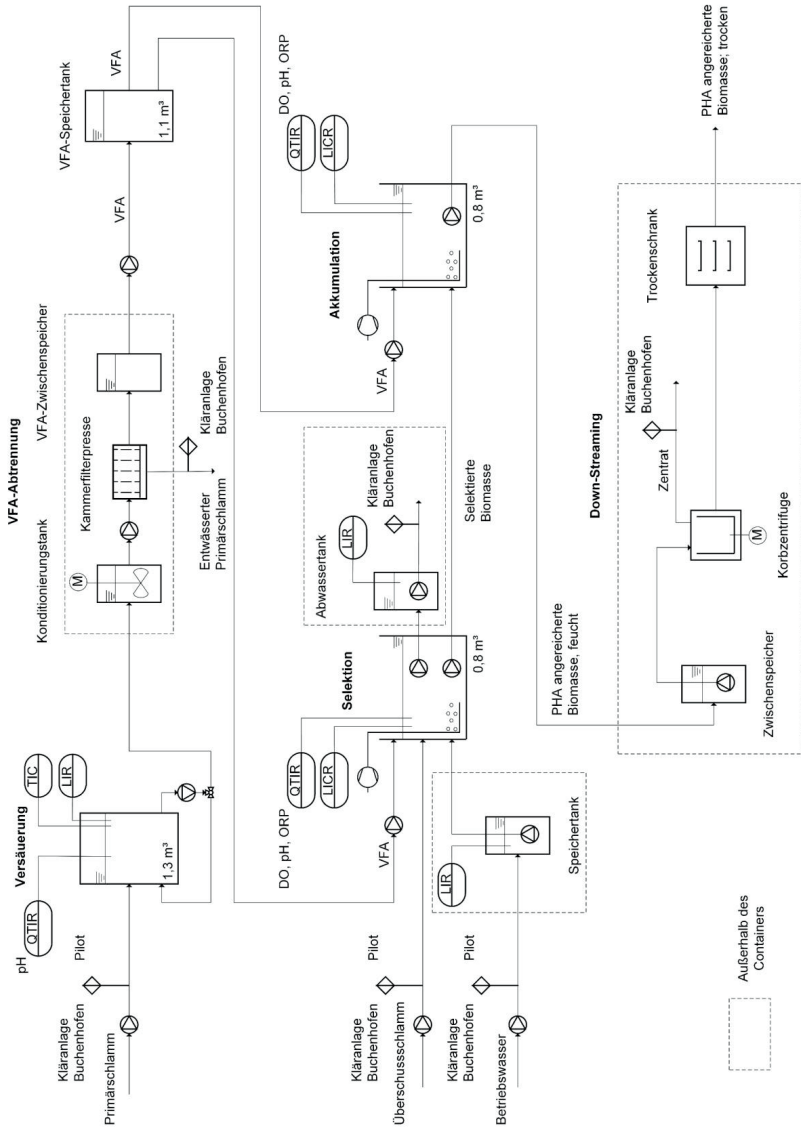 Versäuerung
pH
QTIR
TIC
LIR
1,3 m³
Kläranlage
Buchenhofen
Pilot
Primärschlamm
VFA-Abtrennung
Konditionierungstank
M
Kammerfilterpresse
VFA-Zwischenspeicher
Kläranlage
Buchenhofen
Entwässerter
Primärschlamm
VFA
VFA-Speichertank
1,1 m³
VFA
Selektion
DO, pH, ORP
QTIR
LICR
VFA
0,8 m³
Kläranlage
Buchenhofen
Pilot
Überschussschlamm
Kläranlage
Buchenhofen
Pilot
Betriebswasser
LIR
Speichertank
Abwassertank
LIR
Kläranlage
Buchenhofen
Selektierte
Biomasse
Akkumulation
DO, pH, ORP
QTIR
LICR
VFA
0,8 m³
PHA angereicherte
Biomasse, feucht
Down-Streaming
Zwischenspeicher
Korbzentrifuge
M
Zentrat
Kläranlage
Buchenhofen
Trockenschrank
PHA angereicherte
Biomasse; trocken
Außerhalb des
Containers